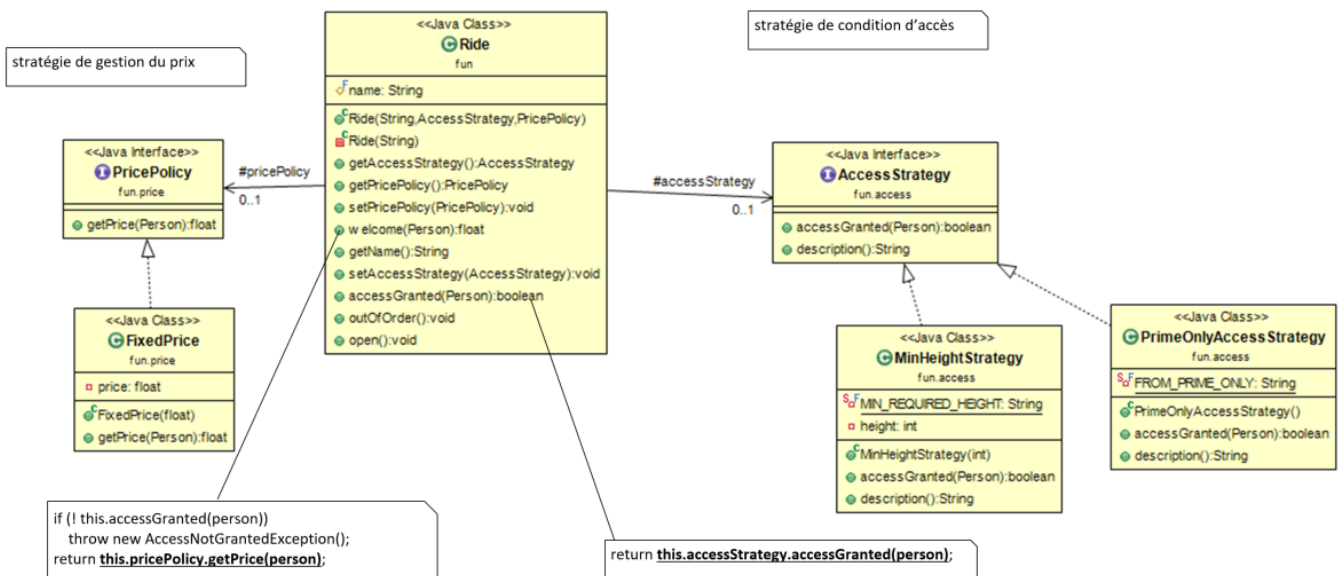 stratégie de gestion du prix
<<Java Class>>
Ride
fun
name: String
Ride(String,AccessStrategy,PricePolicy)
Ride(String)
getAccessStrategy():AccessStrategy
getPricePolicy():PricePolicy
setPricePolicy(PricePolicy):void
welcome(Person):float
getName():String
setAccessStrategy(AccessStrategy):void
accessGranted(Person):boolean
outOfOrder():void
open():void
stratégie de condition d'accès
<<Java Interface>>
PricePolicy
fun.price
getPrice(Person):float
#pricePolicy
0..1
#accessStrategy
0..1
<<Java Interface>>
AccessStrategy
fun.access
accessGranted(Person):boolean
description():String
<<Java Class>>
FixedPrice
fun.price
price: float
FixedPrice(float)
getPrice(Person):float
<<Java Class>>
MinHeightStrategy
fun.access
MIN_REQUIRED_HEIGHT: String
height: int
MinHeightStrategy(int)
accessGranted(Person):boolean
description():String
<<Java Class>>
PrimeOnlyAccessStrategy
fun.access
FROM_PRIME_ONLY: String
PrimeOnlyAccessStrategy()
accessGranted(Person):boolean
description():String
if (! this.accessGranted(person))
throw new AccessNotGrantedException();
return this.pricePolicy.getPrice(person);
return this.accessStrategy.accessGranted(person);